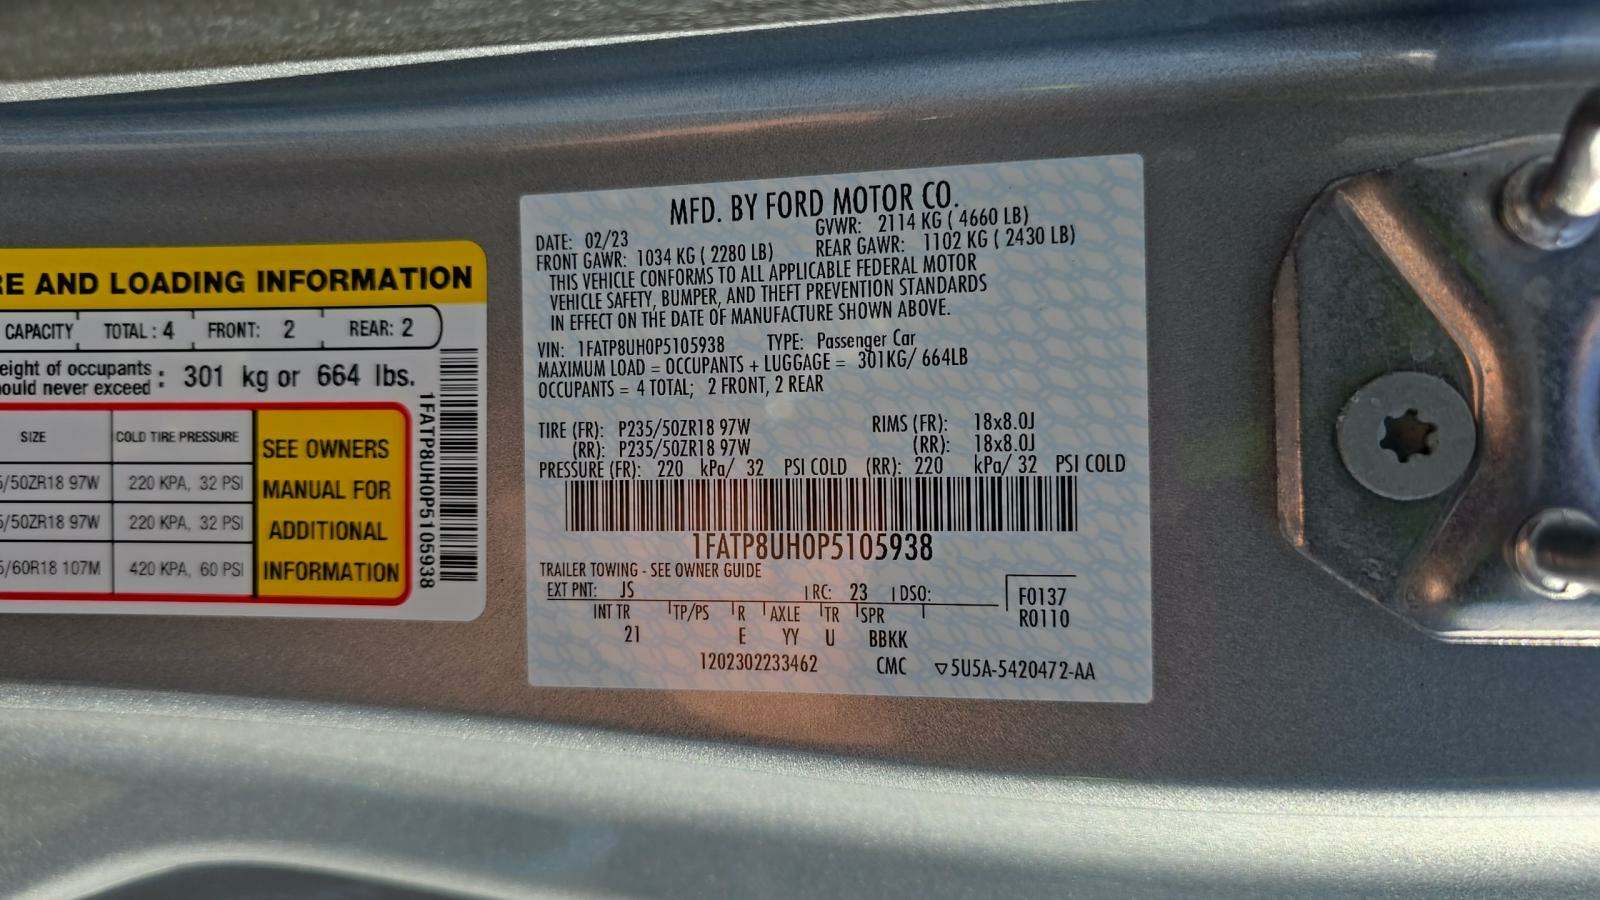 RE AND LOADING INFORMATION
CAPACITY TOTAL : 4 FRONT: 2 REAR: 2
eight of occupants
ould never exceed : 301 kg or 664 lbs.
SIZE COLD TIRE PRESSURE
5/50ZR18 97W 220 KPA, 32 PSI
5/50ZR18 97W 220 KPA, 32 PSI
5/60R18 107M 420 KPA, 60 PSI
SEE OWNERS
MANUAL FOR
ADDITIONAL
INFORMATION
1FATP8UH0P5105938
MFD. BY FORD MOTOR CO.
DATE: 02/23 GVWR: 2114 KG ( 4660 LB)
FRONT GAWR: 1034 KG ( 2280 LB) REAR GAWR: 1102 KG ( 2430 LB)
THIS VEHICLE CONFORMS TO ALL APPLICABLE FEDERAL MOTOR
VEHICLE SAFETY, BUMPER, AND THEFT PREVENTION STANDARDS
IN EFFECT ON THE DATE OF MANUFACTURE SHOWN ABOVE.
VIN: 1FATP8UH0P5105938 TYPE: Passenger Car
MAXIMUM LOAD = OCCUPANTS + LUGGAGE = 301KG/ 664LB
OCCUPANTS = 4 TOTAL; 2 FRONT, 2 REAR
TIRE (FR): P235/50ZR18 97W RIMS (FR): 18x8.0J
(RR): P235/50ZR18 97W (RR): 18x8.0J
PRESSURE (FR): 220 kPa/ 32 PSI COLD (RR): 220 kPa/ 32 PSI COLD
1FATP8UH0P5105938
TRAILER TOWING - SEE OWNER GUIDE
EXT PNT: JS RC: 23 DSO: F0137
INT TR TP/PS R AXLE TR SPR R0110
21 E YY U BBKK
1202302233462 CMC ▽5U5A-5420472-AA